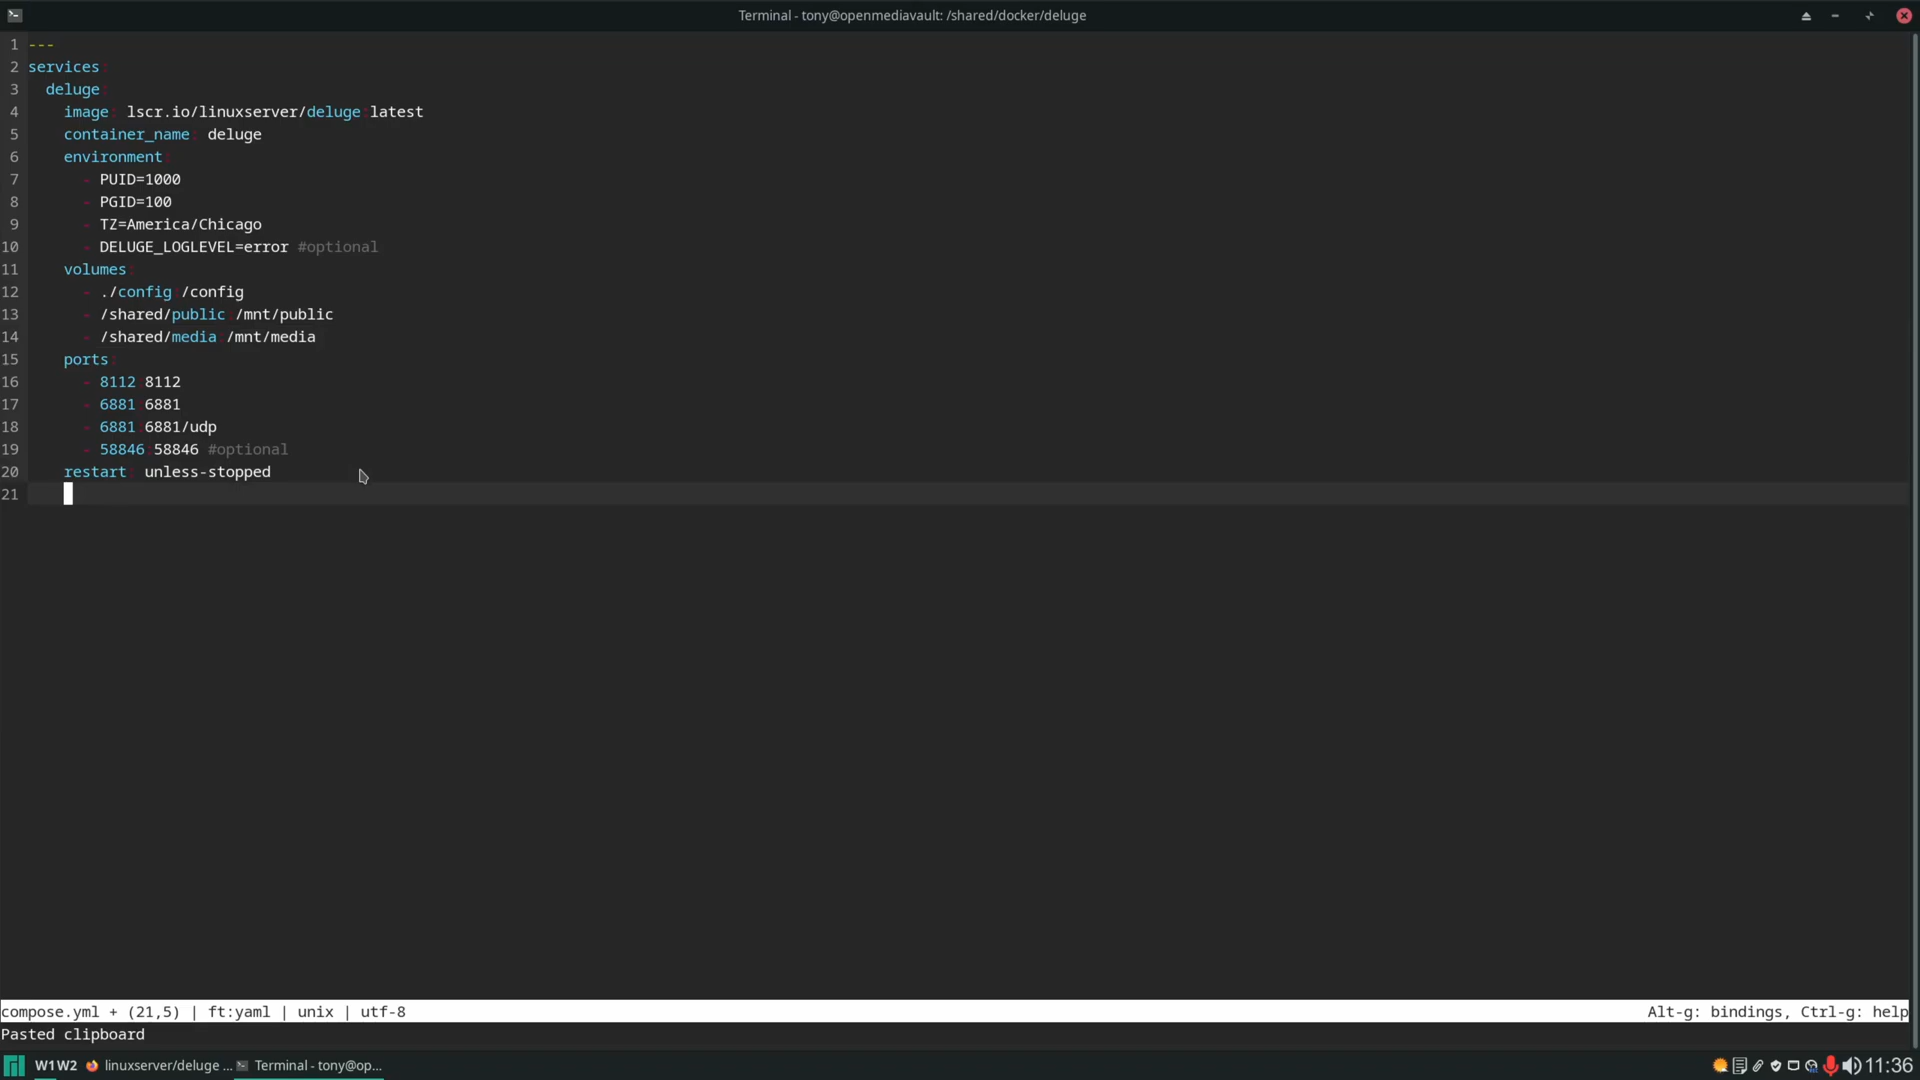 Terminal - tony@openmediavault: /shared/docker/deluge
1 ---
2 services:
3   deluge:
4     image: lscr.io/linuxserver/deluge:latest
5     container_name: deluge
6     environment:
7       - PUID=1000
8       - PGID=100
9       - TZ=America/Chicago
10       - DELUGE_LOGLEVEL=error #optional
11     volumes:
12       - ./config:/config
13       - /shared/public:/mnt/public
14       - /shared/media:/mnt/media
15     ports:
16       - 8112:8112
17       - 6881:6881
18       - 6881:6881/udp
19       - 58846:58846 #optional
20     restart: unless-stopped
21
compose.yml + (21,5) | ft:yaml | unix | utf-8 Alt-g: bindings, Ctrl-g: help
Pasted clipboard
W1W2 linuxserver/deluge ... Terminal - tony@op... 11:36